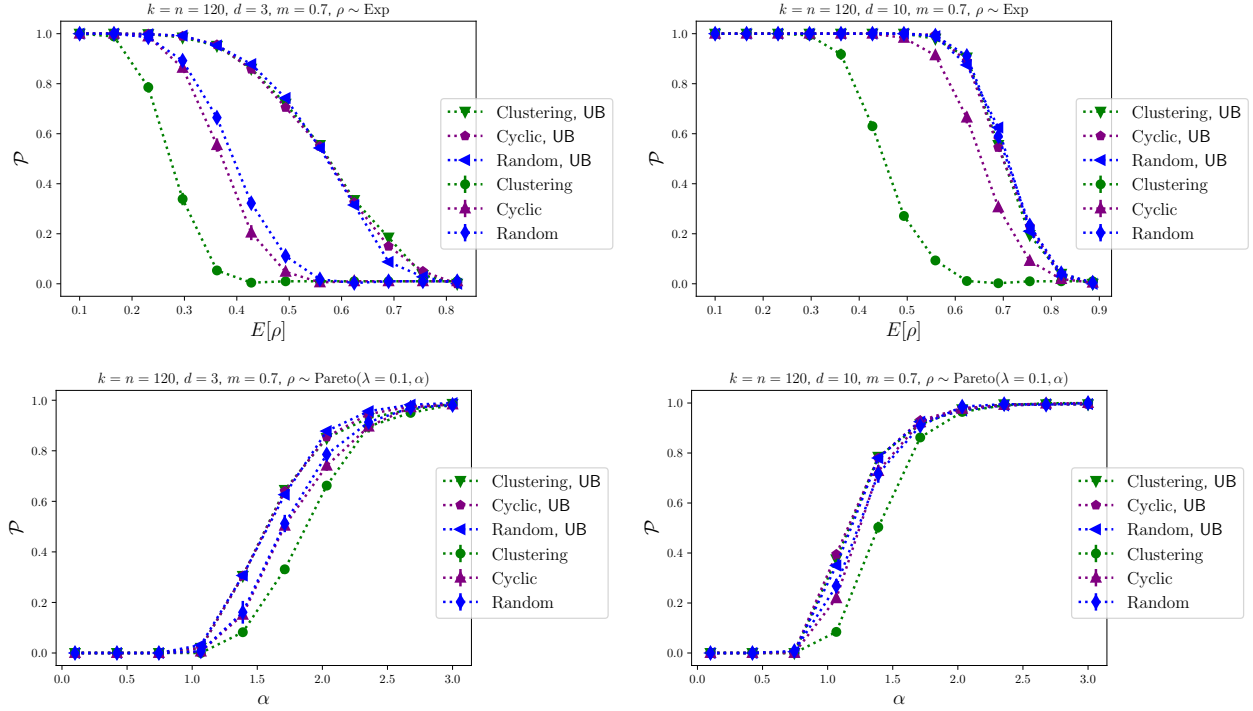 k = n = 120, d = 3, m = 0.7, ρ ∼ Exp
1.0
0.8
0.6
0.4
0.2
0.0
𝒫
0.1 0.2 0.3 0.4 0.5 0.6 0.7 0.8
E[ρ]
Clustering, UB
Cyclic, UB
Random, UB
Clustering
Cyclic
Random
k = n = 120, d = 10, m = 0.7, ρ ∼ Exp
1.0
0.8
0.6
0.4
0.2
0.0
𝒫
0.1 0.2 0.3 0.4 0.5 0.6 0.7 0.8 0.9
E[ρ]
Clustering, UB
Cyclic, UB
Random, UB
Clustering
Cyclic
Random
k = n = 120, d = 3, m = 0.7, ρ ∼ Pareto(λ = 0.1, α)
1.0
0.8
0.6
0.4
0.2
0.0
𝒫
0.0 0.5 1.0 1.5 2.0 2.5 3.0
α
Clustering, UB
Cyclic, UB
Random, UB
Clustering
Cyclic
Random
k = n = 120, d = 10, m = 0.7, ρ ∼ Pareto(λ = 0.1, α)
1.0
0.8
0.6
0.4
0.2
0.0
𝒫
0.0 0.5 1.0 1.5 2.0 2.5 3.0
α
Clustering, UB
Cyclic, UB
Random, UB
Clustering
Cyclic
Random